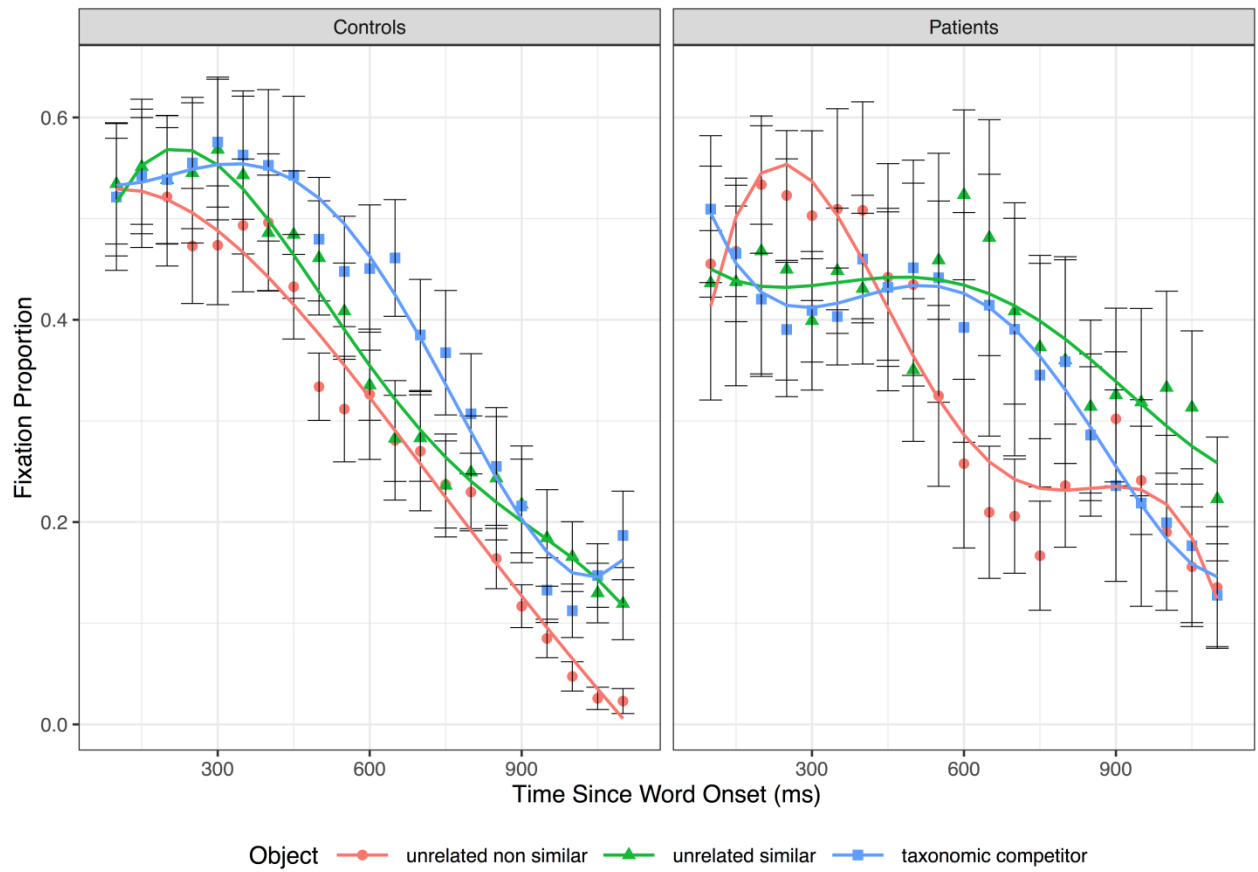 Controls
Patients
Fixation Proportion
0.6
0.4
0.2
0.0
300
600
900
300
600
900
Time Since Word Onset (ms)
Object unrelated non similar unrelated similar taxonomic competitor